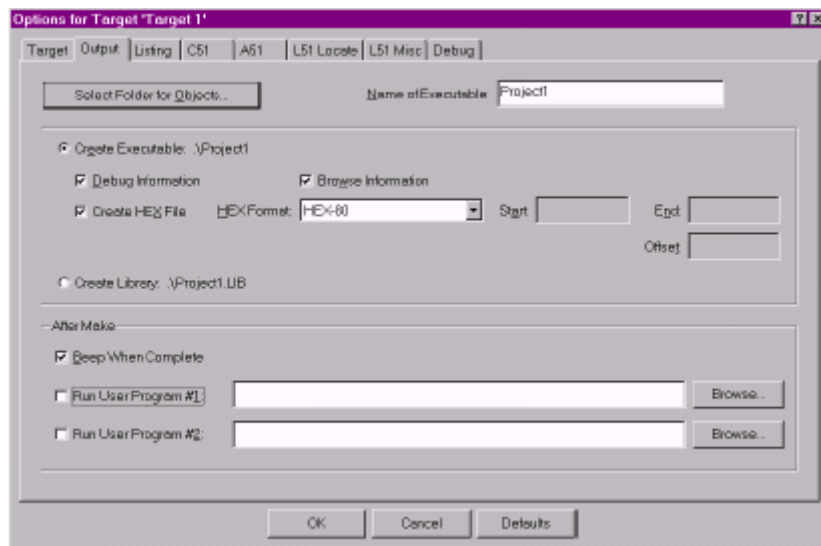 Options for Target 'Target 1'
Target Output Listing C51 A51 L51 Locate L51 Misc Debug
Select Folder for Objects... Name of Executable: Project1
Create Executable: .\Project1
Debug Information Browse Information
Create HEX File HEX Format: HEX-80 Start End:
Offset:
Create Library: .\Project1.LIB
After Make
Beep When Complete
Run User Program #1: Browse...
Run User Program #2: Browse...
OK Cancel Defaults